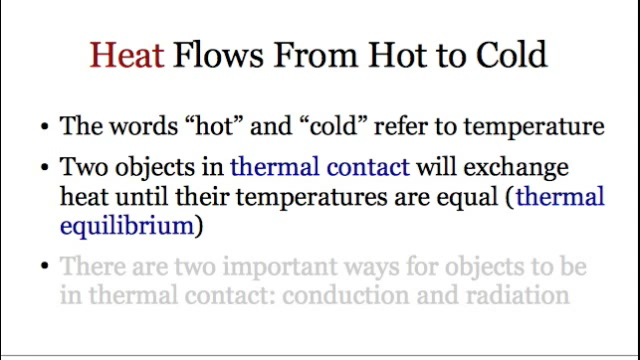 Heat Flows From Hot to Cold
• The words “hot” and “cold” refer to temperature
• Two objects in thermal contact will exchange
heat until their temperatures are equal (thermal
equilibrium)
• There are two important ways for objects to be
in thermal contact: conduction and radiation